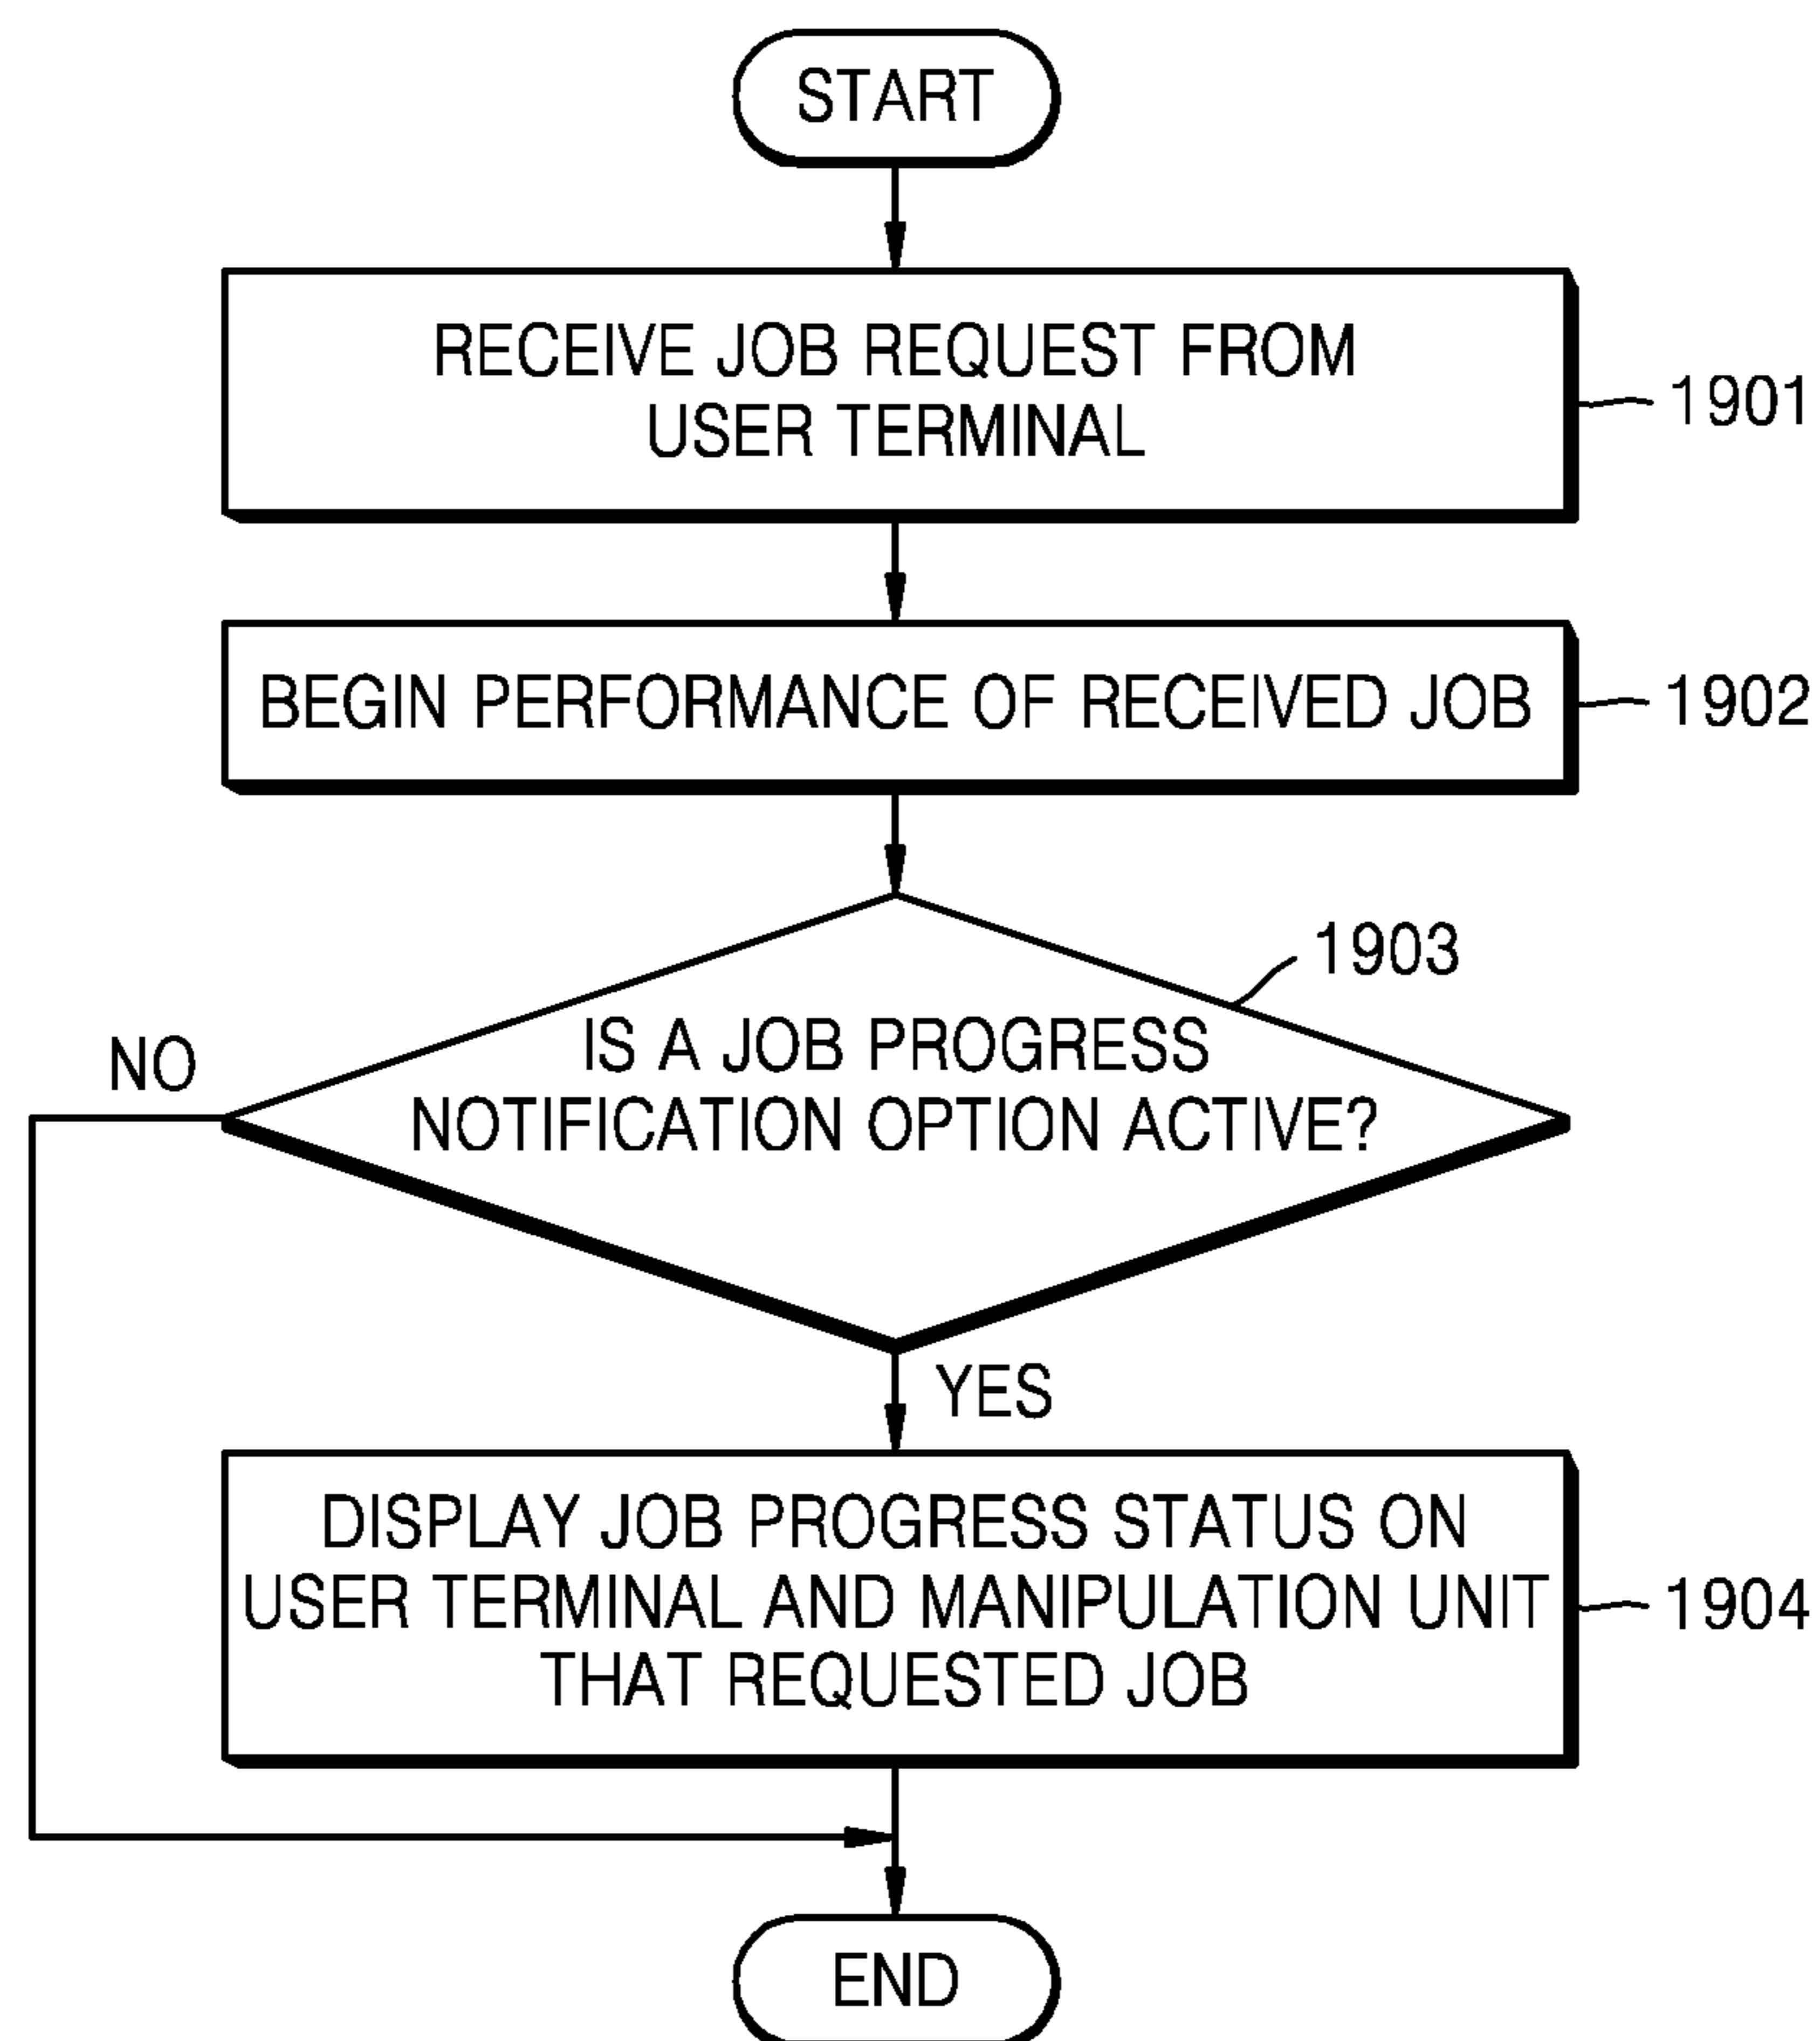 START
RECEIVE JOB REQUEST FROM
USER TERMINAL
1901
BEGIN PERFORMANCE OF RECEIVED JOB
1902
1903
IS A JOB PROGRESS
NOTIFICATION OPTION ACTIVE?
NO
YES
DISPLAY JOB PROGRESS STATUS ON
USER TERMINAL AND MANIPULATION UNIT
THAT REQUESTED JOB
1904
END